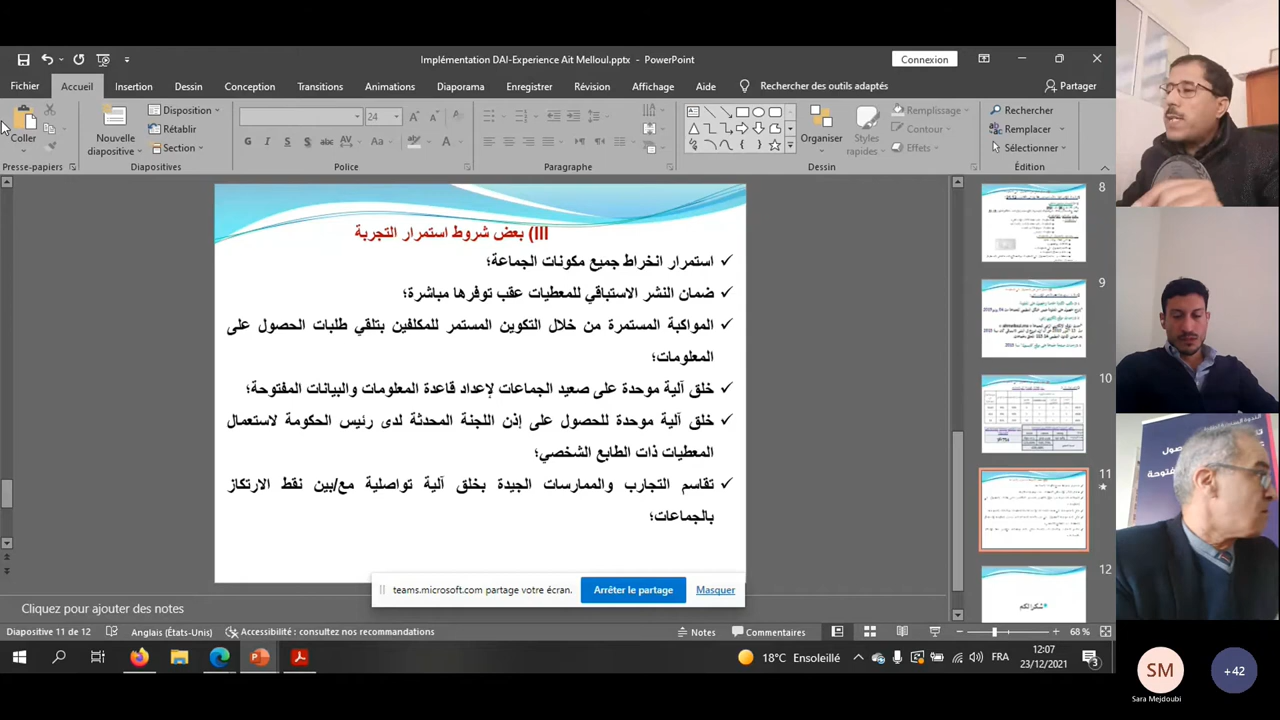 Implémentation DAI-Experience Ait Melloul.pptx - PowerPoint
Connexion
Fichier Accueil Insertion Dessin Conception Transitions Animations Diaporama Enregistrer Révision Affichage Aide Rechercher des outils adaptés Partager
Coller
Nouvelle diapositive
Disposition
Rétablir
Section
24
G I S S
Aa
A
Organiser
Styles rapides
Remplissage
Contour
Effets
Rechercher
Remplacer
Sélectionner
Presse-papiers Diapositives Police Paragraphe Dessin Édition
III) بعض شروط استمرار التجربة
✓ استمرار انخراط جميع مكونات الجماعة؛
✓ ضمان النشر الاستباقي للمعطيات عقب توفرها مباشرة؛
✓ المواكبة المستمرة من خلال التكوين المستمر للمكلفين بتلقي طلبات الحصول على
المعلومات؛
✓ خلق آلية موحدة على صعيد الجماعات لإعداد قاعدة المعلومات والبيانات المفتوحة؛
✓ خلق آلية موحدة للحصول على إذن اللجنة المحدثة لدى رئيس الحكومة لاستعمال
المعطيات ذات الطابع الشخصي؛
✓ تقاسم التجارب والممارسات الجيدة بخلق آلية تواصلية مع/بين نقط الارتكاز
بالجماعات؛
8
9
10
11
12
شكرا لكم
teams.microsoft.com partage votre écran. Arrêter le partage Masquer
Cliquez pour ajouter des notes
Diapositive 11 de 12 Anglais (États-Unis) Accessibilité : consultez nos recommandations Notes Commentaires 68 %
18°C Ensoleillé FRA
12:07
23/12/2021
3
SM
Sara Mejdoubi
+42